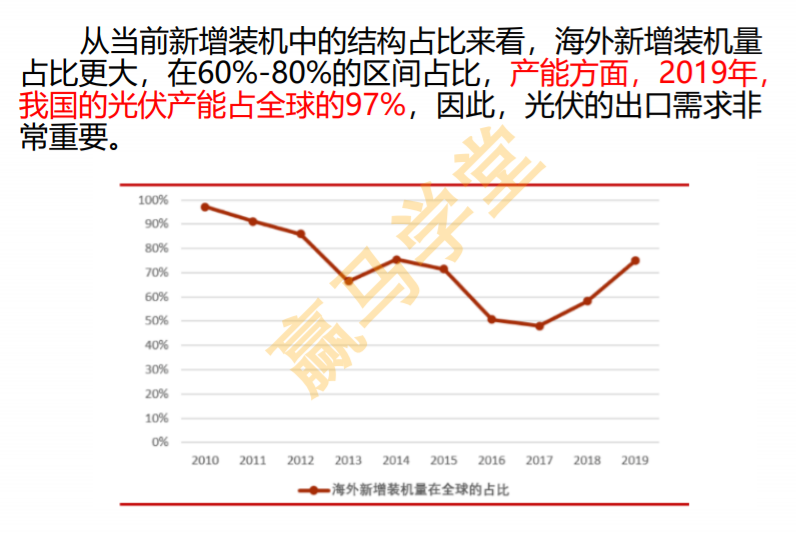 从当前新增装机中的结构占比来看，海外新增装机量
占比更大，在60%-80%的区间占比，产能方面，2019年，
我国的光伏产能占全球的97%，因此，光伏的出口需求非
常重要。
100%
90%
80%
70%
60%
50%
40%
30%
20%
10%
0%
2010 2011 2012 2013 2014 2015 2016 2017 2018 2019
海外新增装机量在全球的占比
赢马学堂